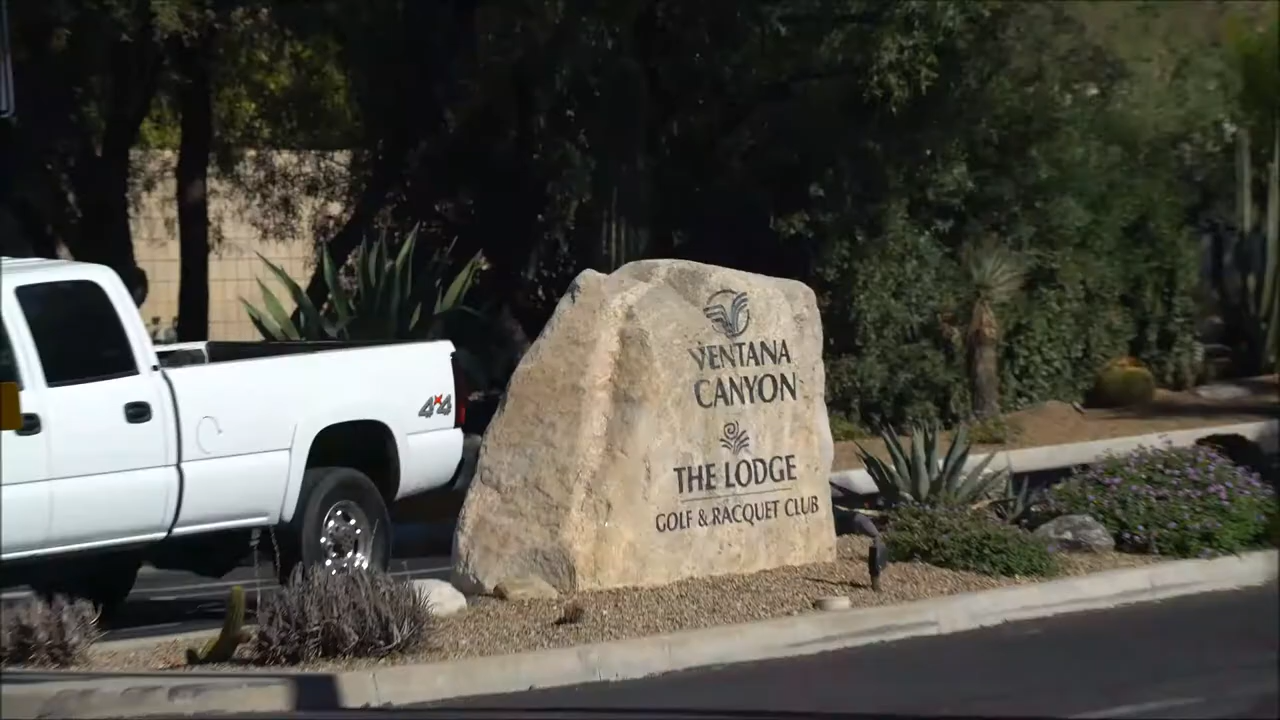 4x4
VENTANA
CANYON
THE LODGE
GOLF & RACQUET CLUB